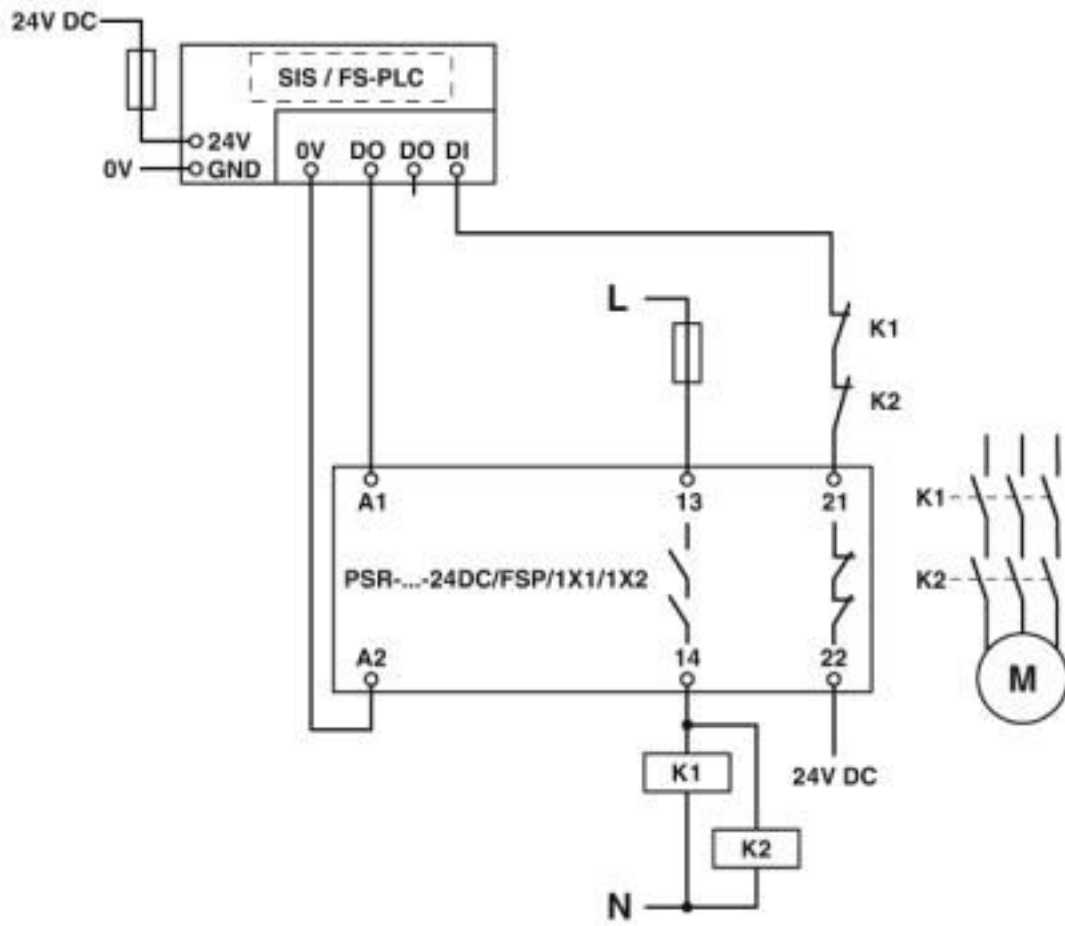 24V DC
SIS / FS-PLC
24V
0V DO DO DI
0V
GND
L
K1
K2
A1 13 21
K1
PSR-...-24DC/FSP/1X1/1X2
K2
A2 14 22
M
K1
24V DC
K2
N